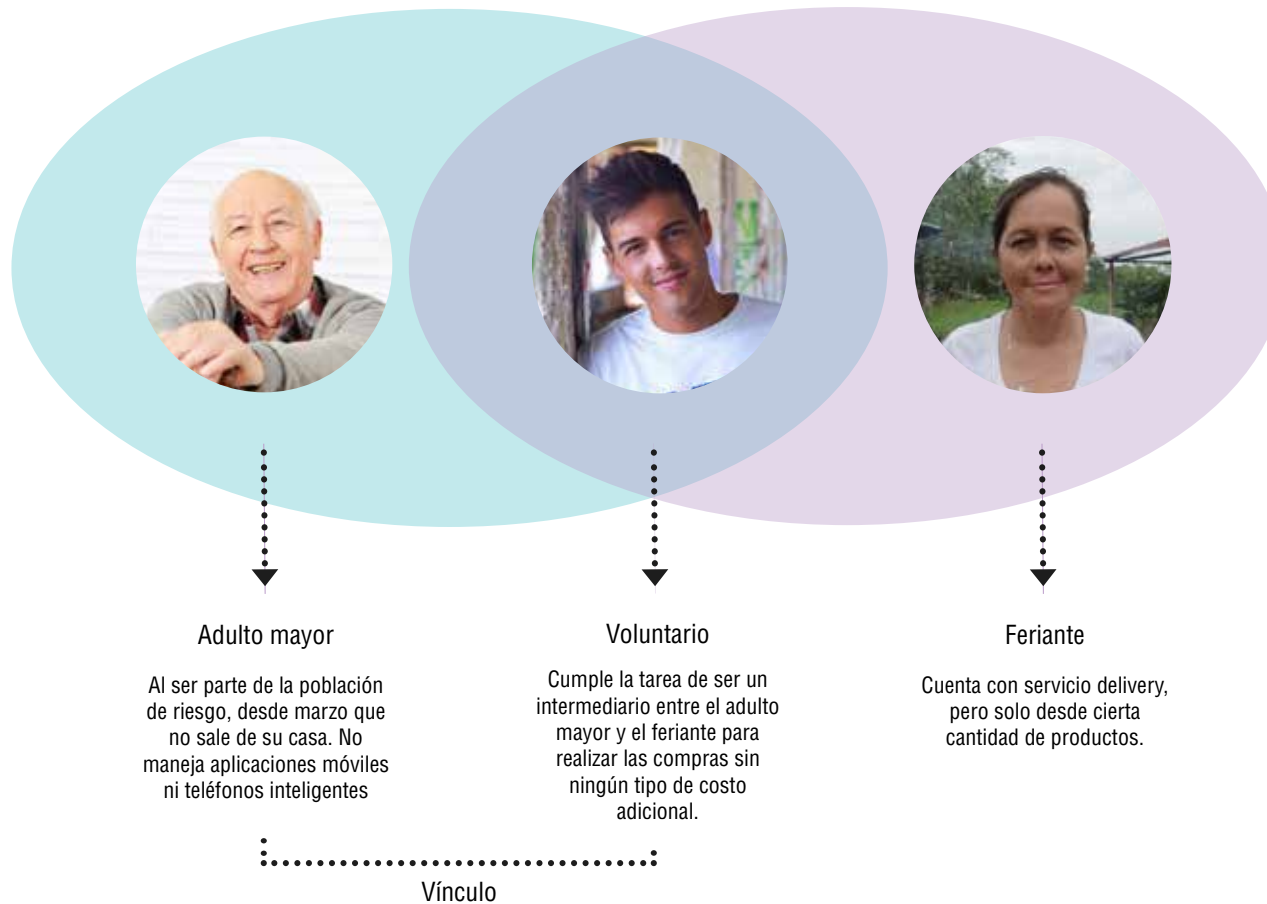 Adulto mayor
Al ser parte de la población
de riesgo, desde marzo que
no sale de su casa. No
maneja aplicaciones móviles
ni teléfonos inteligentes
Voluntario
Cumple la tarea de ser un
intermediario entre el adulto
mayor y el feriante para
realizar las compras sin
ningún tipo de costo
adicional.
Feriante
Cuenta con servicio delivery,
pero solo desde cierta
cantidad de productos.
Vínculo